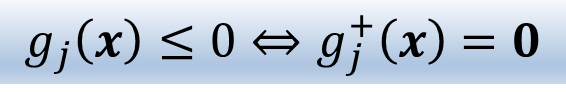 g_j(𝒙) ≤ 0 ⇔ g_j^+(𝒙) = 𝟎